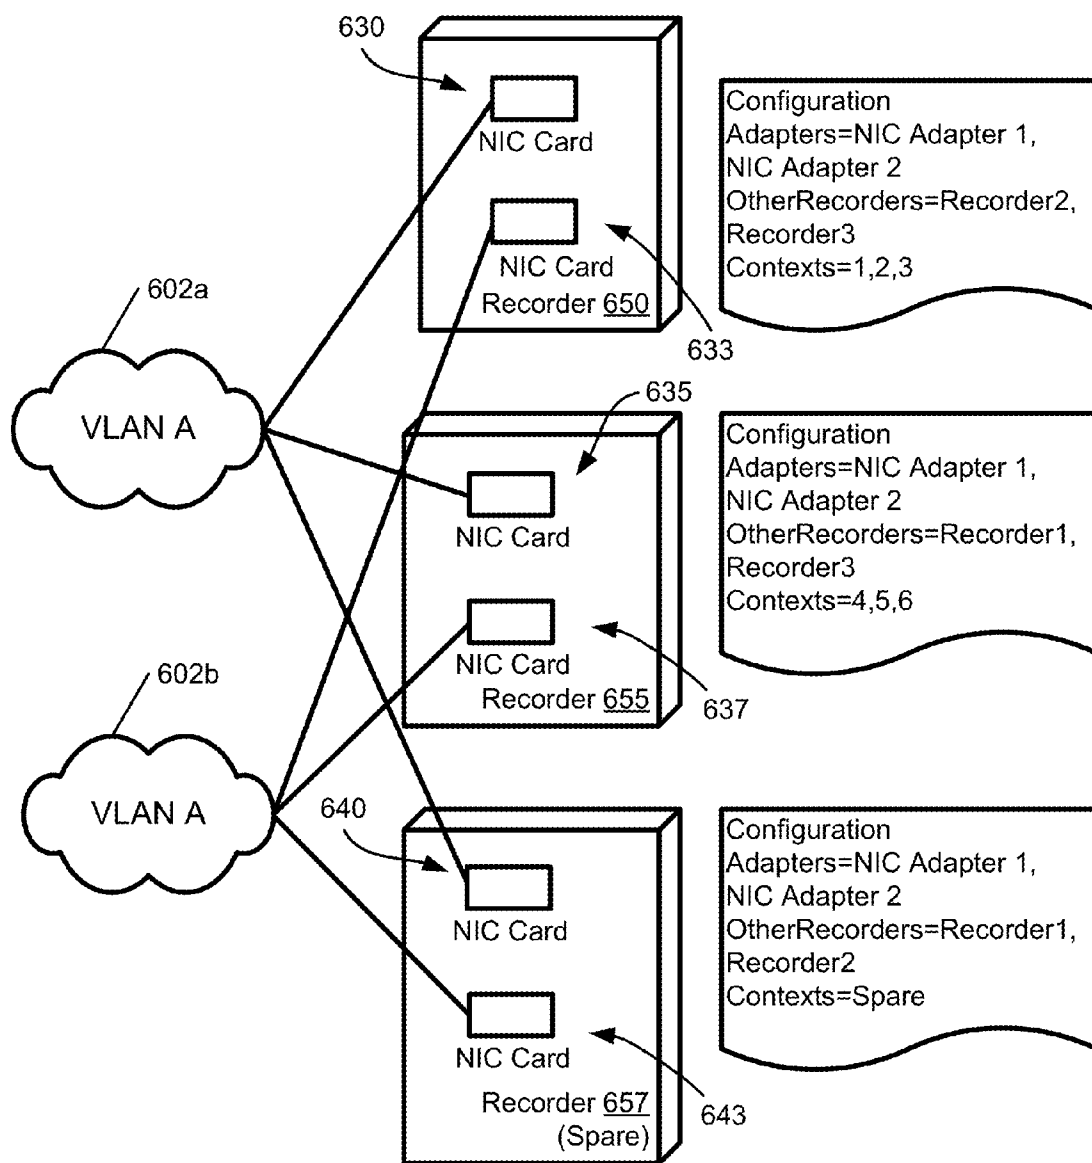 630
NIC Card
NIC Card
Recorder 650
633
Configuration
Adapters=NIC Adapter 1,
NIC Adapter 2
OtherRecorders=Recorder2,
Recorder3
Contexts=1,2,3
602a
VLAN A
635
NIC Card
NIC Card
Recorder 655
637
Configuration
Adapters=NIC Adapter 1,
NIC Adapter 2
OtherRecorders=Recorder1,
Recorder3
Contexts=4,5,6
602b
VLAN A
640
NIC Card
NIC Card
Recorder 657
(Spare)
643
Configuration
Adapters=NIC Adapter 1,
NIC Adapter 2
OtherRecorders=Recorder1,
Recorder2
Contexts=Spare